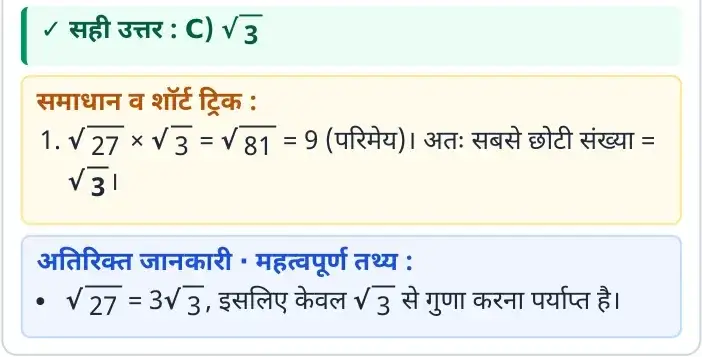 ✓ सही उत्तर : C) √3
समाधान व शॉर्ट ट्रिक :
1. √27 × √3 = √81 = 9 (परिमेय)। अतः सबसे छोटी संख्या =
√3।
अतिरिक्त जानकारी · महत्वपूर्ण तथ्य :
• √27 = 3√3, इसलिए केवल √3 से गुणा करना पर्याप्त है।